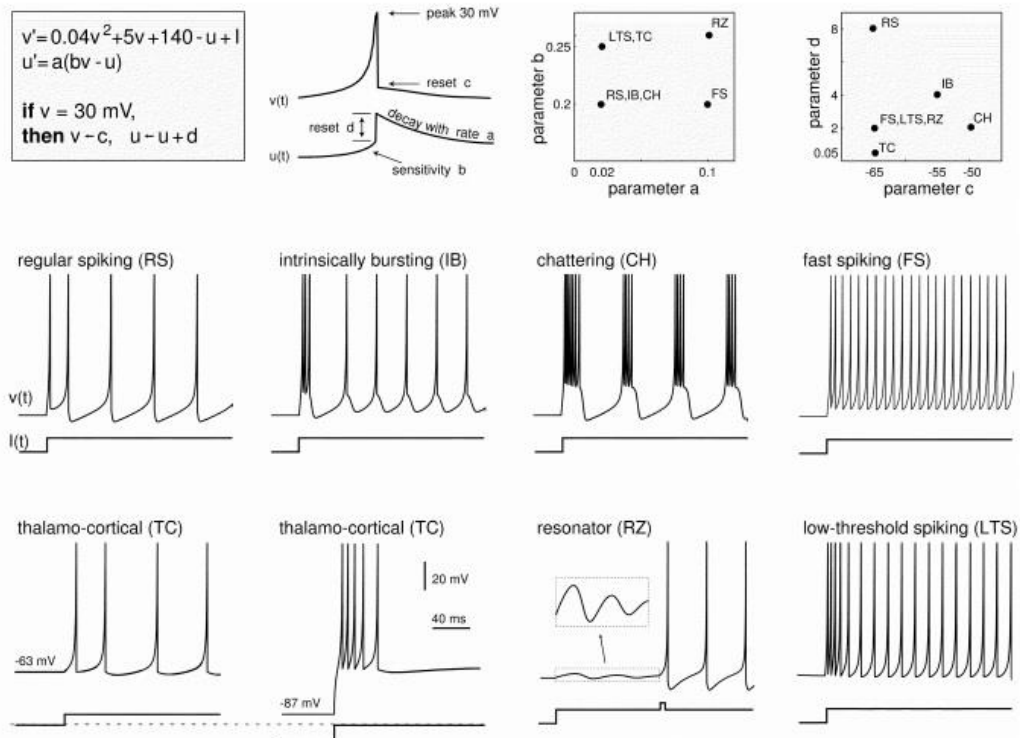 v'= 0.04v²+5v+140 - u+I
u'= a(bv - u)
if v = 30 mV,
then v←c, u←u+d
peak 30 mV
reset c
v(t)
reset d
decay with rate a
u(t)
sensitivity b
parameter b
0.25
0.2
LTS,TC
RZ
RS,IB,CH
FS
0
0.02
0.1
parameter a
parameter d
8
4
2
0.05
RS
IB
FS,LTS,RZ
CH
TC
-65
-55
-50
parameter c
regular spiking (RS)
intrinsically bursting (IB)
chattering (CH)
fast spiking (FS)
v(t)
I(t)
thalamo-cortical (TC)
thalamo-cortical (TC)
resonator (RZ)
low-threshold spiking (LTS)
20 mV
40 ms
-63 mV
-87 mV